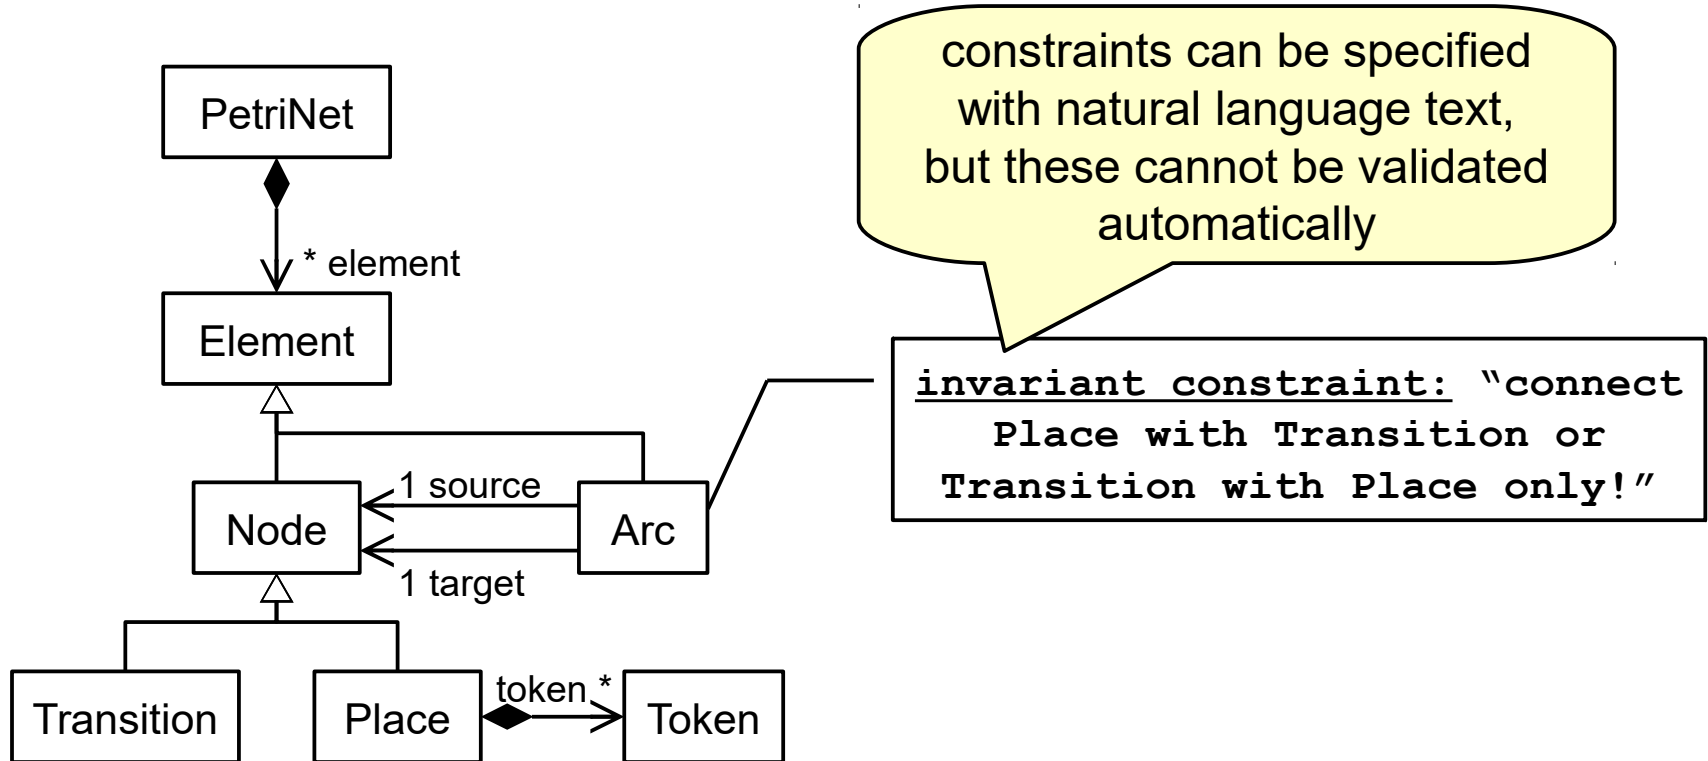 constraints can be specified
with natural language text,
but these cannot be validated
automatically
PetriNet
* element
Element
invariant constraint: “connect
Place with Transition or
Transition with Place only!”
1 source
Node
Arc
1 target
token *
Transition
Place
Token